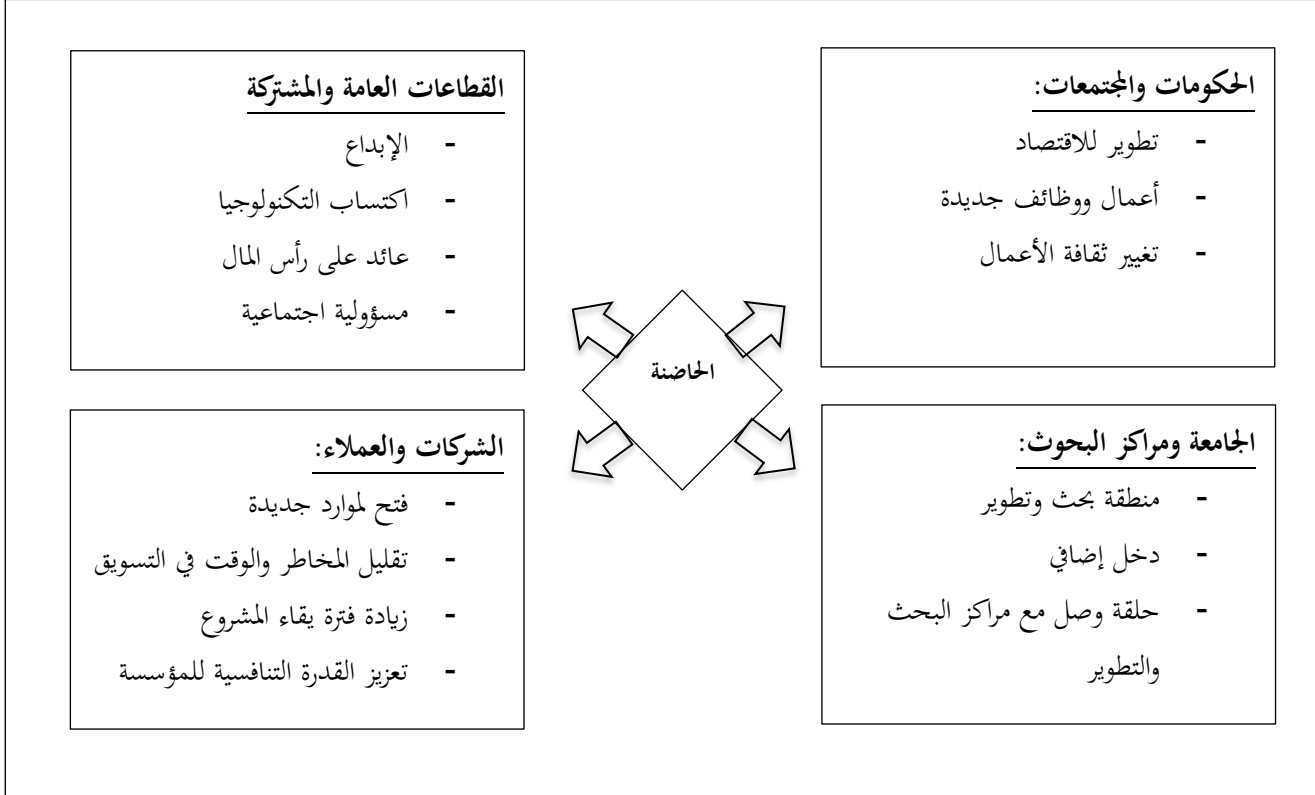 الحكومات والمجتمعات:
- تطوير للاقتصاد
- أعمال ووظائف جديدة
- تغيير ثقافة الأعمال
القطاعات العامة والمشتركة
- الإبداع
- اكتساب التكنولوجيا
- عائد على رأس المال
- مسؤولية اجتماعية
الحاضنة
الجامعة ومراكز البحوث:
- منطقة بحث وتطوير
- دخل إضافي
- حلقة وصل مع مراكز البحث
والتطوير
الشركات والعملاء:
- فتح لموارد جديدة
- تقليل المخاطر والوقت في التسويق
- زيادة فترة يقاء المشروع
- تعزيز القدرة التنافسية للمؤسسة